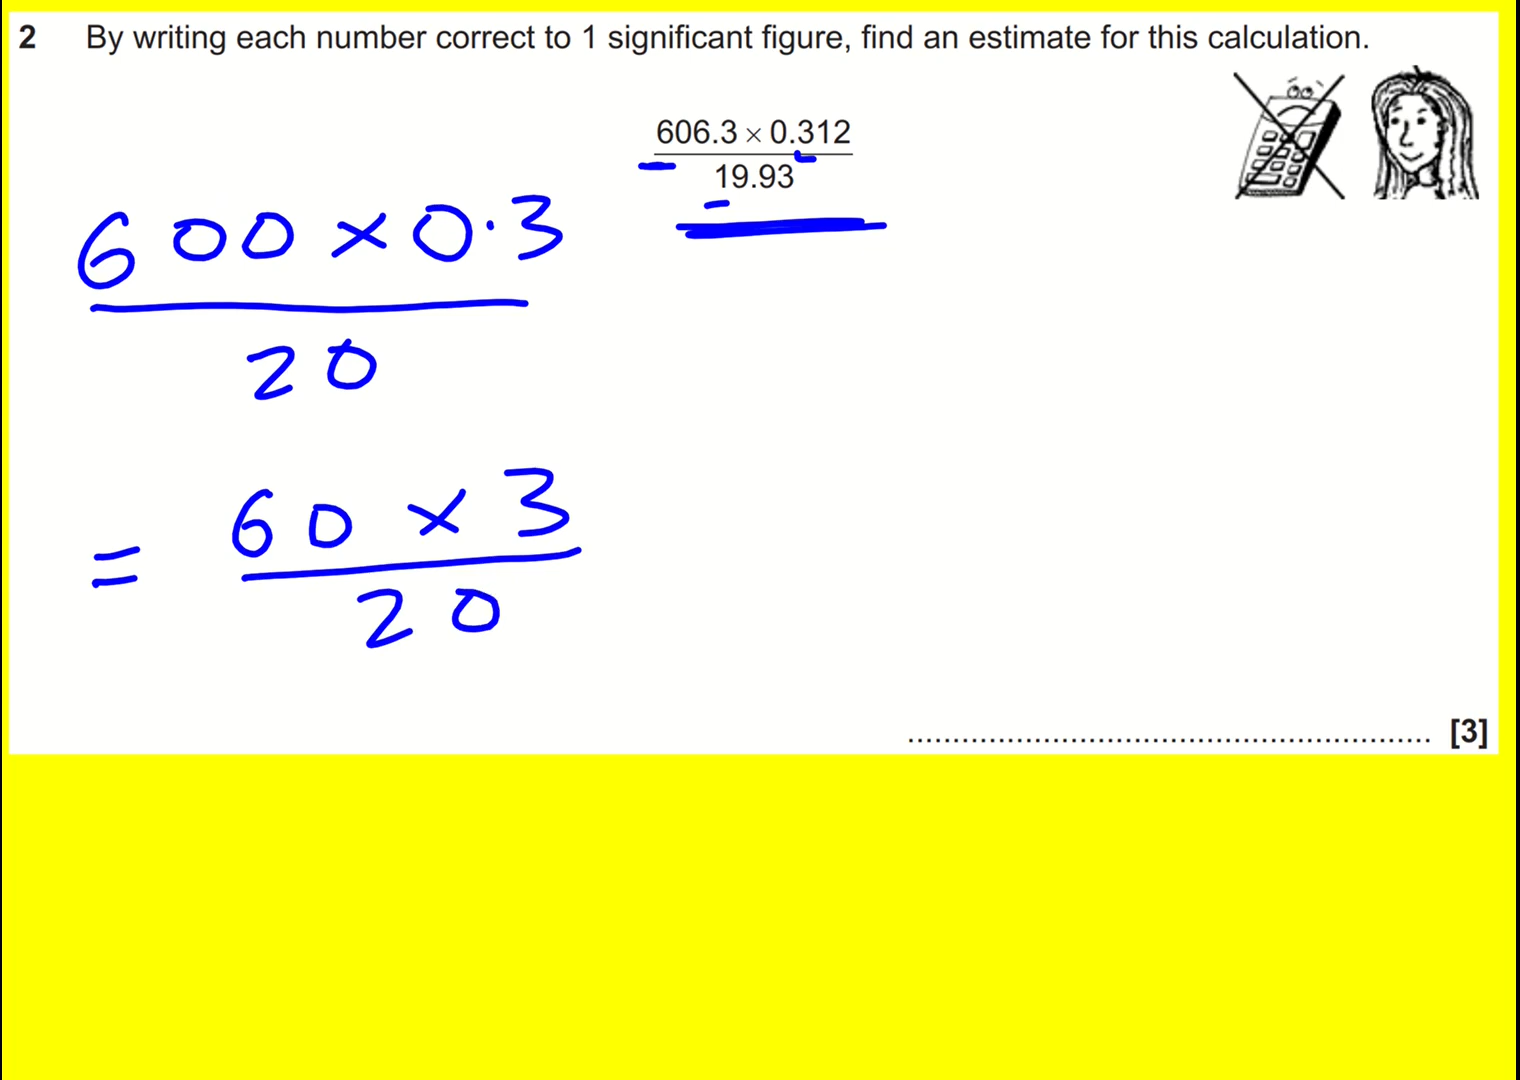 2 By writing each number correct to 1 significant figure, find an estimate for this calculation.
606.3 × 0.312
19.93
600 × 0.3
20
= 60 × 3
20
.......................................................... [3]